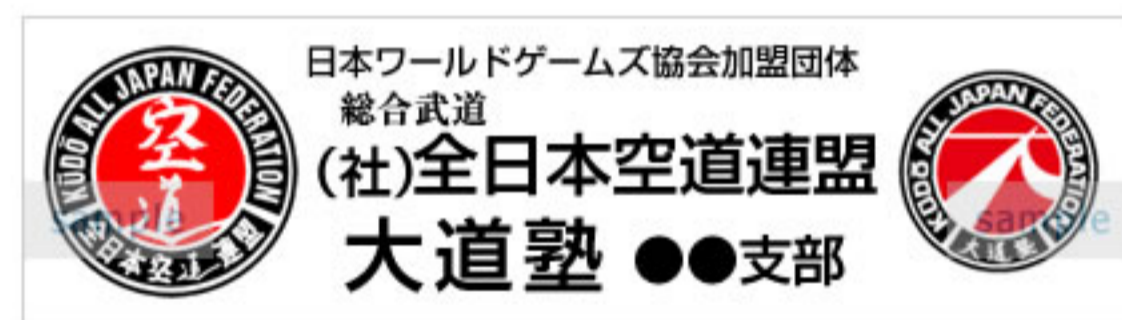 KUDŌ ALL JAPAN FEDERATION
空道
全日本空道連盟
sample
日本ワールドゲームズ協会加盟団体
総合武道
(社)全日本空道連盟
大道塾 ●●支部
KUDŌ ALL JAPAN FEDERATION
大道塾
sample